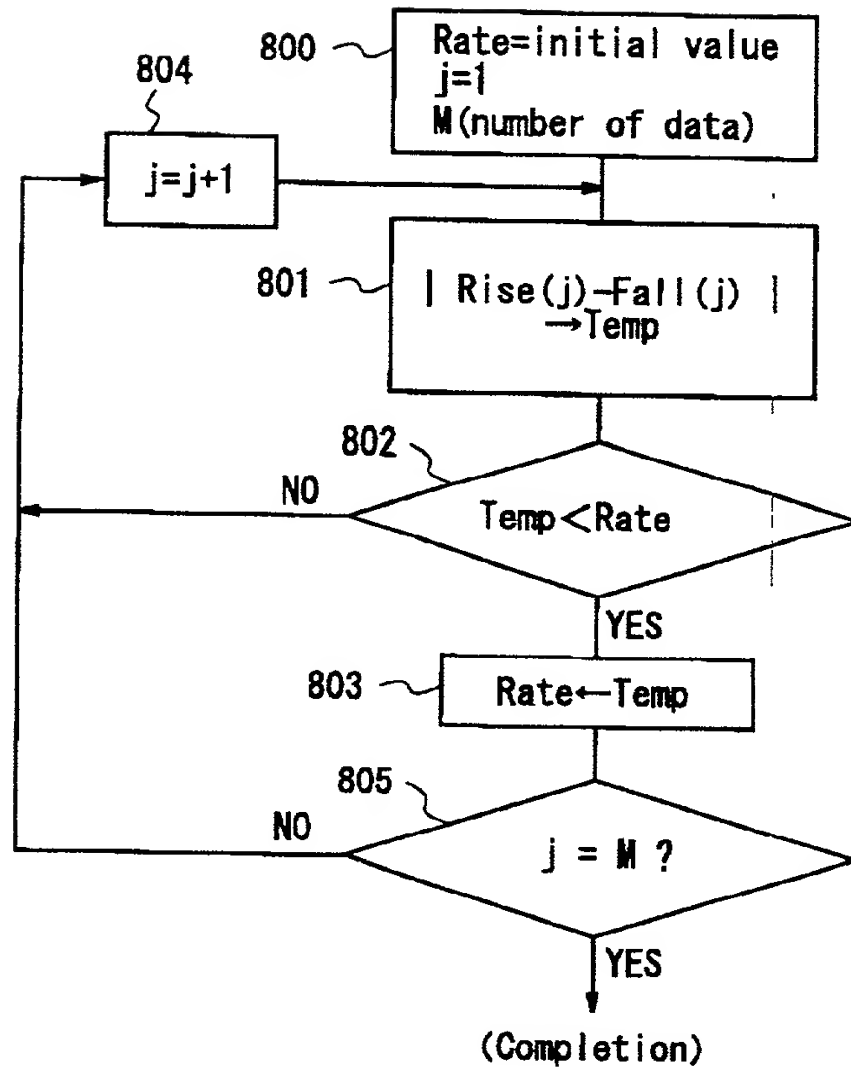 800
Rate=initial value
j=1
M(number of data)
804
j=j+1
801
| Rise(j)-Fall(j) |
→Temp
802
NO
Temp<Rate
YES
803
Rate←Temp
805
NO
j = M ?
YES
(Completion)